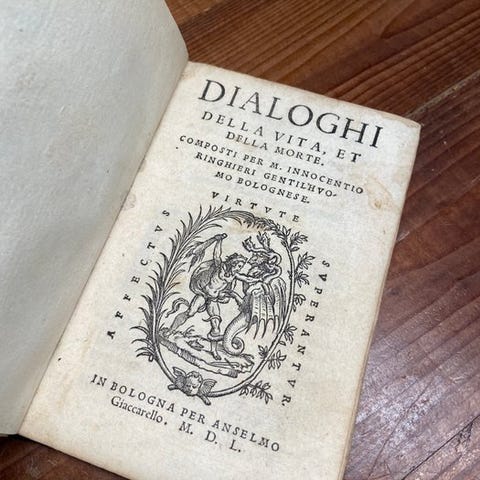 DIALOGHI
DELLA VITA, ET
DELLA MORTE.
COMPOSTI PER M. INNOCENTIO
RINGHIERI GENTILHVO-
MO BOLOGNESE.
AFFECTVS
VIRTVTE
SVPERANTVR.
IN BOLOGNA PER ANSELMO
Giaccarello. M. D. L.